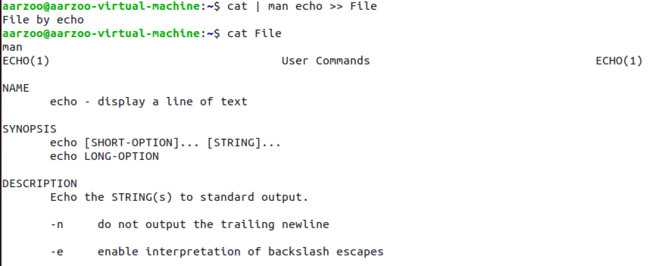 aarzoo@aarzoo-virtual-machine:~$ cat | man echo >> File
File by echo
aarzoo@aarzoo-virtual-machine:~$ cat File
man
ECHO(1) User Commands ECHO(1)
NAME
echo - display a line of text
SYNOPSIS
echo [SHORT-OPTION]... [STRING]...
echo LONG-OPTION
DESCRIPTION
Echo the STRING(s) to standard output.
-n do not output the trailing newline
-e enable interpretation of backslash escapes